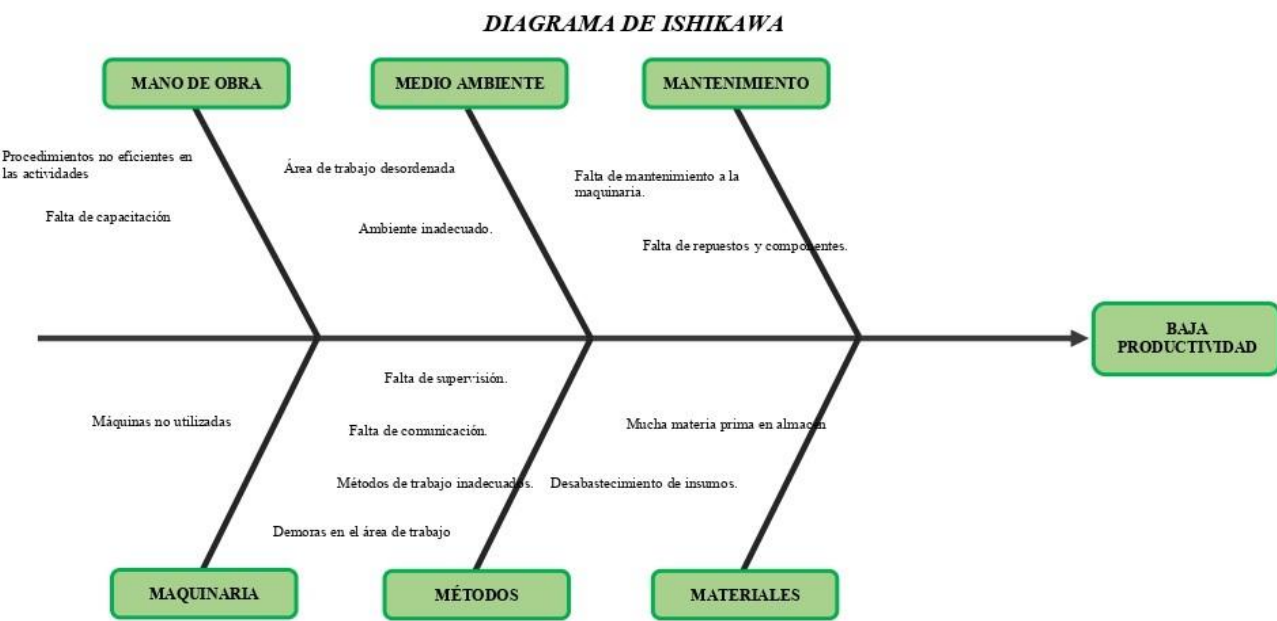 DIAGRAMA DE ISHIKAWA
MANO DE OBRA
MEDIO AMBIENTE
MANTENIMIENTO
Procedimientos no eficientes en
las actividades
Falta de capacitación
Área de trabajo desordenada
Ambiente inadecuado.
Falta de mantenimiento a la
maquinaria.
Falta de repuestos y componentes.
BAJA
PRODUCTIVIDAD
Máquinas no utilizadas
Falta de supervisión.
Falta de comunicación.
Métodos de trabajo inadecuados.
Demoras en el área de trabajo
Mucha materia prima en almacén
Desabastecimiento de insumos.
MAQUINARIA
MÉTODOS
MATERIALES